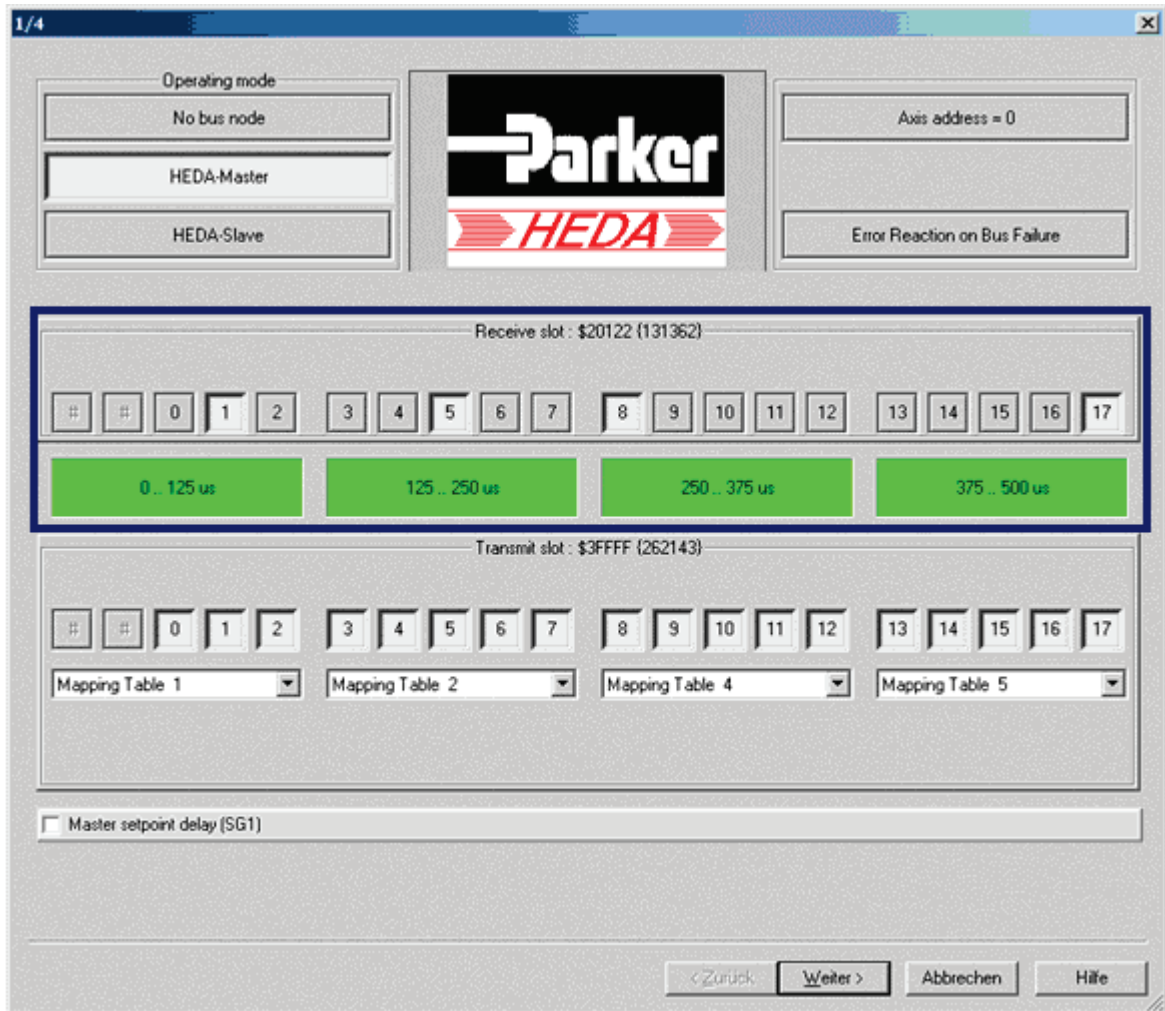 1/4
Operating mode
No bus node
HEDA-Master
HEDA-Slave
Parker
HEDA
Axis address = 0
Error Reaction on Bus Failure
Receive slot : $20122 {131362}
# # 0 1 2 3 4 5 6 7 8 9 10 11 12 13 14 15 16 17
0 .. 125 us 125 .. 250 us 250 .. 375 us 375 .. 500 us
Transmit slot : $3FFFF {262143}
# # 0 1 2 3 4 5 6 7 8 9 10 11 12 13 14 15 16 17
Mapping Table 1 Mapping Table 2 Mapping Table 4 Mapping Table 5
Master setpoint delay (SG1)
< Zurück Weiter > Abbrechen Hilfe